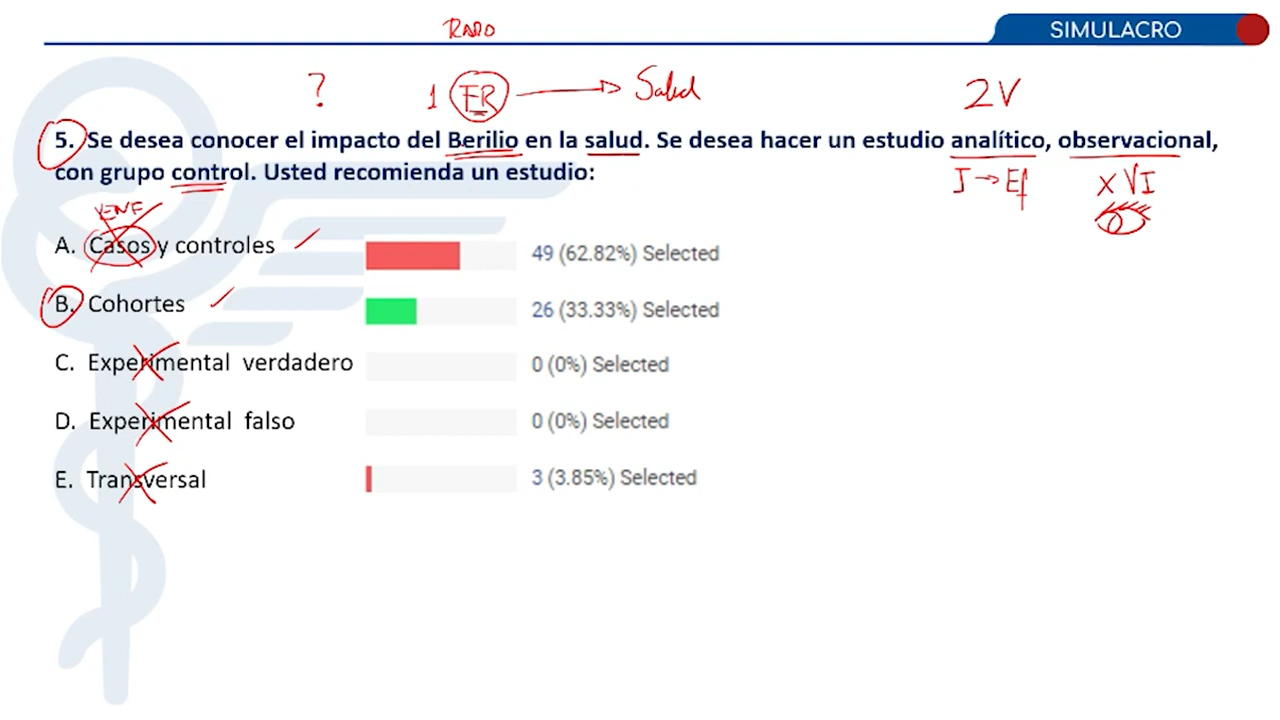 RARO
SIMULACRO
? 1 FR → Salud 2V
5. Se desea conocer el impacto del Berilio en la salud. Se desea hacer un estudio analítico, observacional,
con grupo control. Usted recomienda un estudio:
I → Ef x VI
ENF
A. Casos y controles ✓ 49 (62.82%) Selected
B. Cohortes ✓ 26 (33.33%) Selected
C. Experimental verdadero 0 (0%) Selected
D. Experimental falso 0 (0%) Selected
E. Transversal 3 (3.85%) Selected